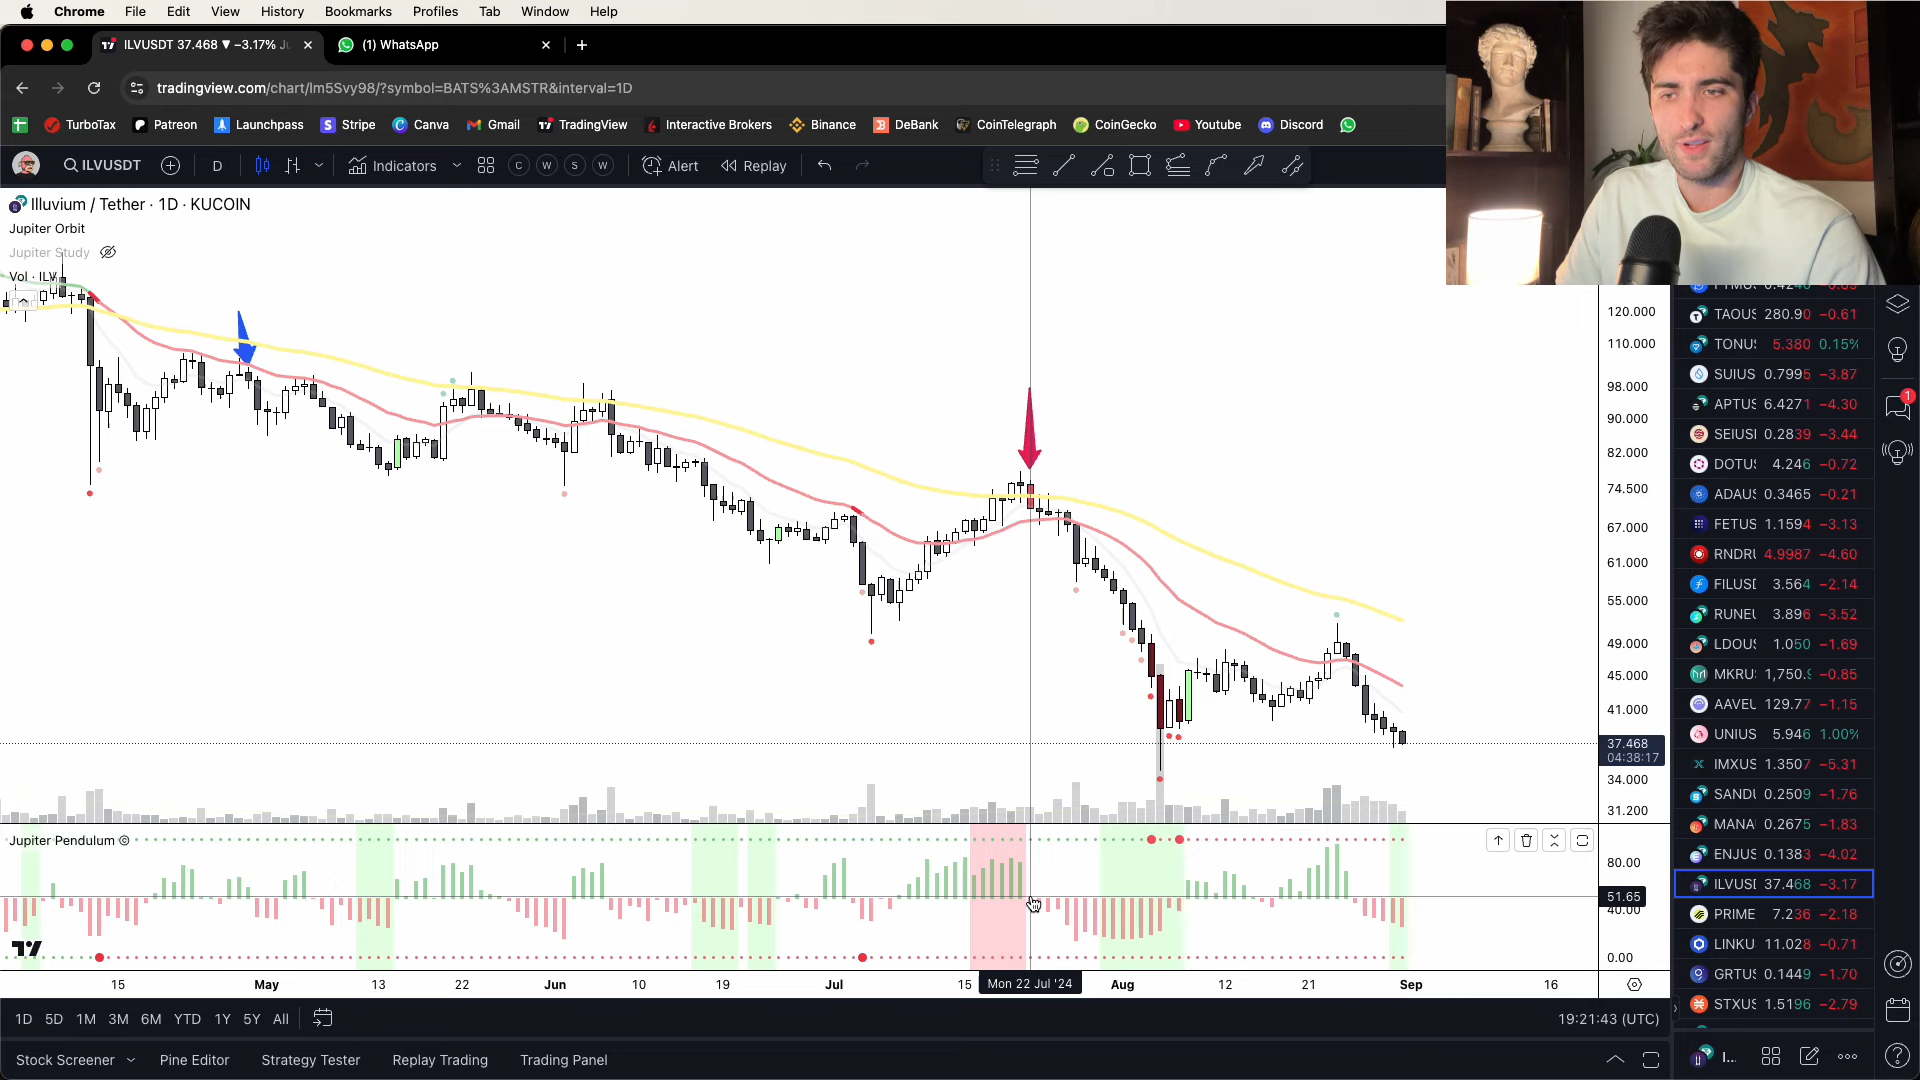 Chrome File Edit View History Bookmarks Profiles Tab Window Help
ILVUSDT 37.468 ▼ −3.17%
(1) WhatsApp
tradingview.com/chart/Im5Svy98/?symbol=BATS%3AMSTR&interval=1D
TurboTax Patreon Launchpass Stripe Canva Gmail TradingView Interactive Brokers Binance DeBank CoinTelegraph CoinGecko Youtube Discord
ILVUSDT D Indicators C W S W Alert Replay
Illuvium / Tether · 1D · KUCOIN
Jupiter Orbit
Jupiter Study
Vol · ILV
120.000
110.000
98.000
90.000
82.000
74.500
67.000
61.000
55.000
49.000
45.000
41.000
37.468
04:38:17
34.000
31.200
Jupiter Pendulum
80.00
51.65
40.00
0.00
15 May 13 22 Jun 10 19 Jul 15 Mon 22 Jul '24 Aug 12 21 Sep 16
1D 5D 1M 3M 6M YTD 1Y 5Y All
19:21:43 (UTC)
Stock Screener Pine Editor Strategy Tester Replay Trading Trading Panel
TAOUS 280.90 −0.61
TONUS 5.380 0.15%
SUIUS 0.7995 −3.87
APTUS 6.4271 −4.30
SEIUS 0.2839 −3.44
DOTUS 4.246 −0.72
ADAUS 0.3465 −0.21
FETUS 1.1594 −3.13
RNDRU 4.9987 −4.60
FILUSD 3.564 −2.14
RUNEU 3.896 −3.52
LDOUS 1.050 −1.69
MKRUS 1,750.9 −0.85
AAVEU 129.77 −1.15
UNIUS 5.946 1.00%
IMXUS 1.3507 −5.31
SANDU 0.2509 −1.76
MANA 0.2675 −1.83
ENJUS 0.1383 −4.02
ILVUSD 37.468 −3.17
PRIME 7.236 −2.18
LINKU 11.028 −0.71
GRTUS 0.1449 −1.70
STXUS 1.5196 −2.79
I...
1